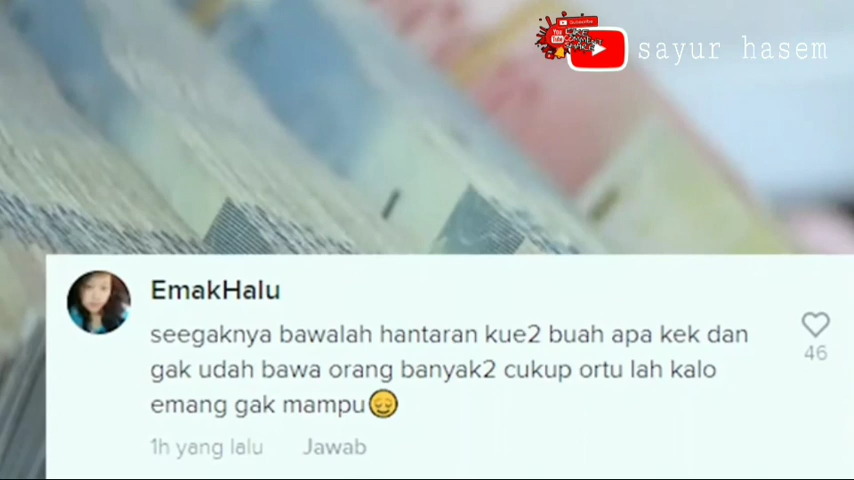 sayur hasem
EmakHalu
seegaknya bawalah hantaran kue2 buah apa kek dan
gak udah bawa orang banyak2 cukup ortu lah kalo
emang gak mampu😌
46
1h yang lalu Jawab